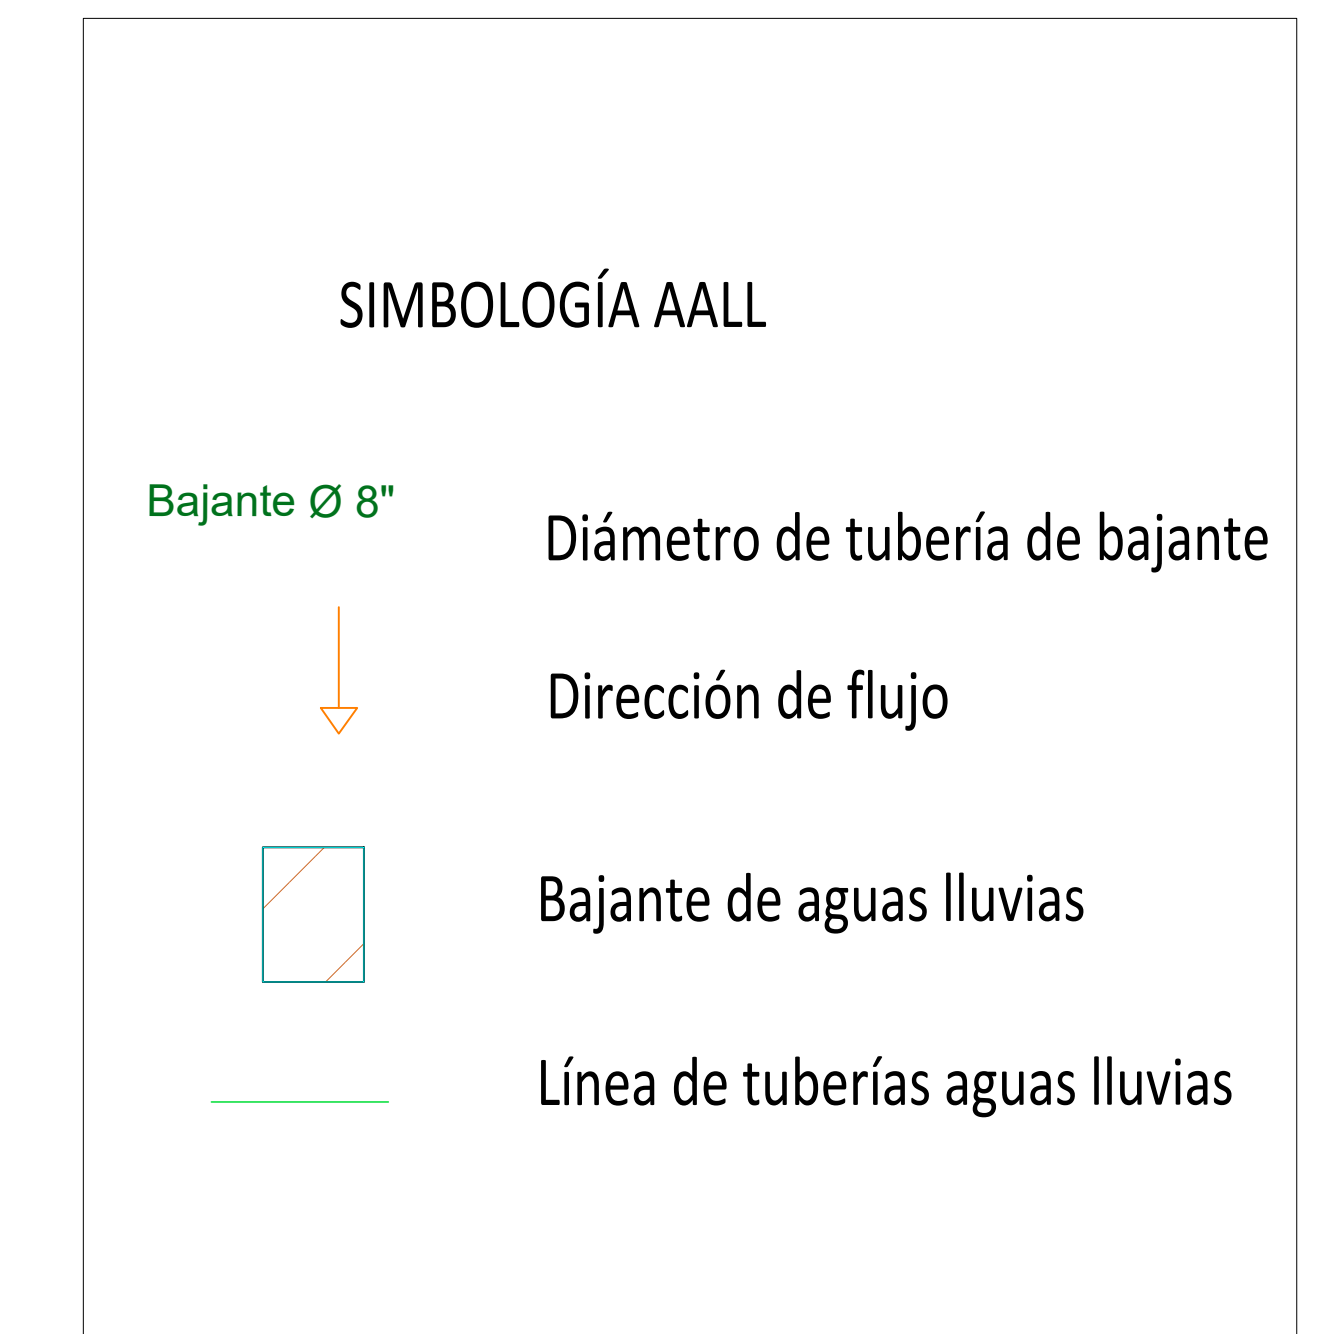 SIMBOLOGÍA AALL
Bajante Ø 8"
Diámetro de tubería de bajante
Dirección de flujo
Bajante de aguas lluvias
Línea de tuberías aguas lluvias